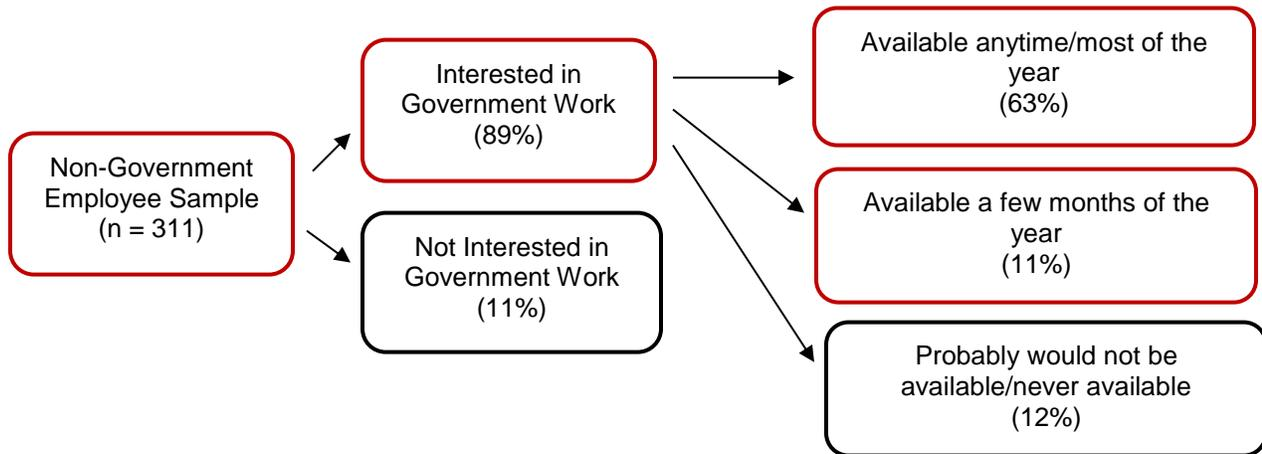 Non-Government
Employee Sample
(n = 311)
Interested in
Government Work
(89%)
Not Interested in
Government Work
(11%)
Available anytime/most of the
year
(63%)
Available a few months of the
year
(11%)
Probably would not be
available/never available
(12%)